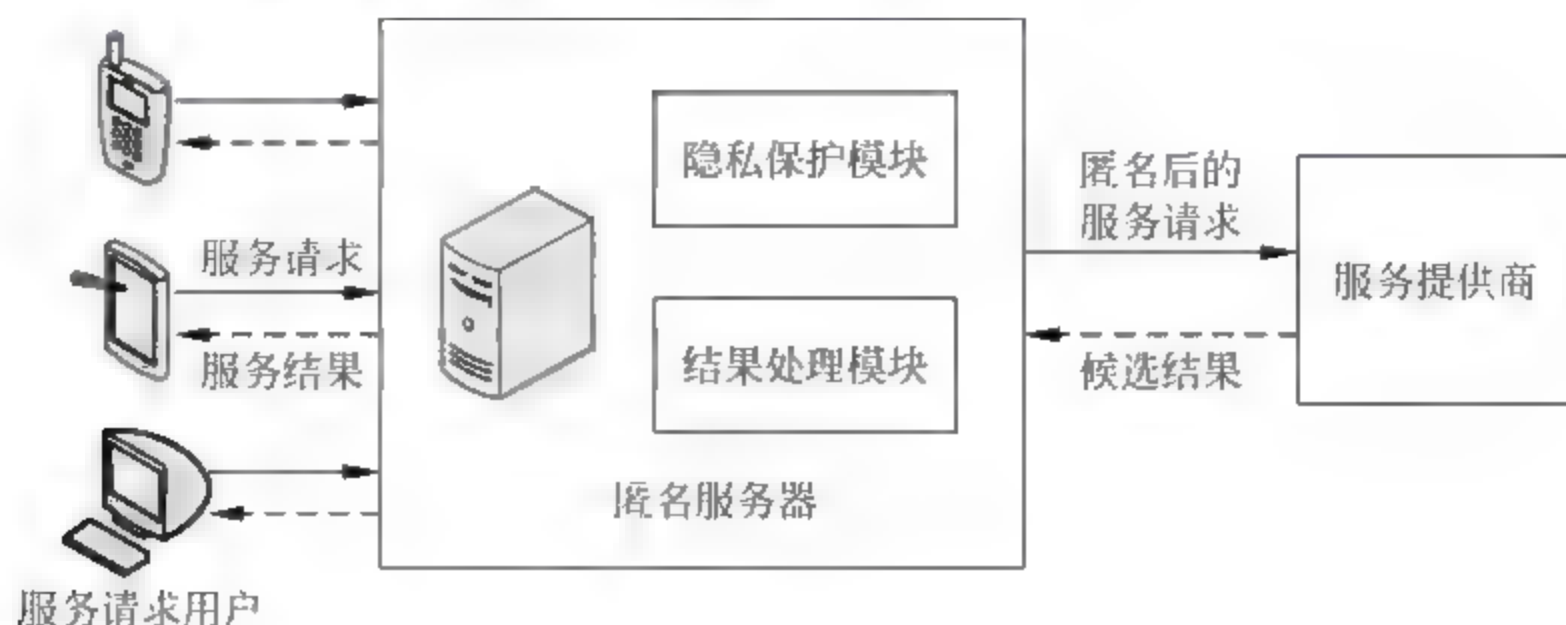 隐私保护模块
匿名后的
服务请求
服务请求
服务提供商
服务结果
结果处理模块
候选结果
匿名服务器
服务请求用户